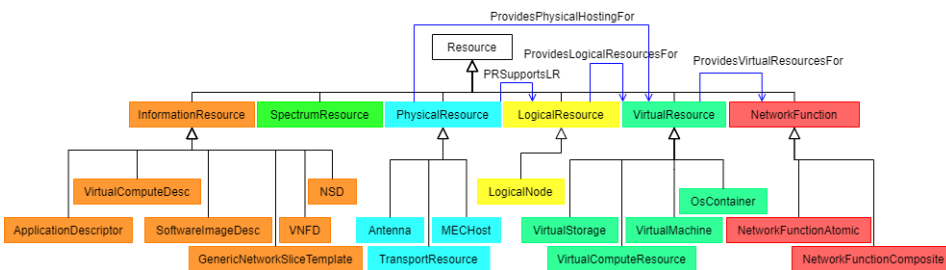 ProvidesPhysicalHostingFor
Resource
ProvidesLogicalResourcesFor
ProvidesVirtualResourcesFor
PRSupportsLR
InformationResource
SpectrumResource
PhysicalResource
LogicalResource
VirtualResource
NetworkFunction
VirtualComputeDesc
NSD
LogicalNode
OsContainer
ApplicationDescriptor
SoftwareImageDesc
VNFD
Antenna
MECHost
VirtualStorage
VirtualMachine
NetworkFunctionAtomic
GenericNetworkSliceTemplate
TransportResource
VirtualComputeResource
NetworkFunctionComposite